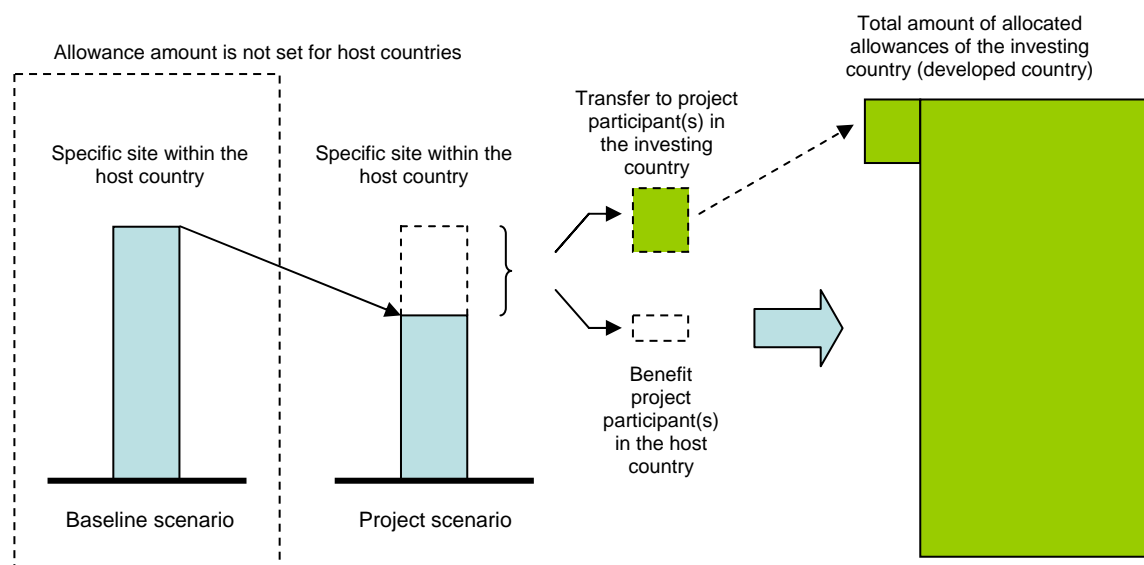 Allowance amount is not set for host countries
Total amount of allocated
allowances of the investing
country (developed country)
Transfer to project
participant(s) in
the investing
country
Specific site within the
host country
Specific site within the
host country
Benefit
project
participant(s)
in the host
country
Baseline scenario
Project scenario